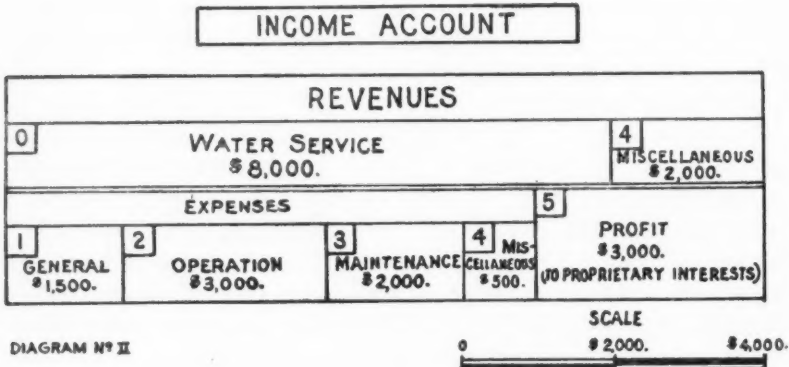 INCOME ACCOUNT
REVENUES
0
WATER SERVICE
$8,000.
4
MISCELLANEOUS
$2,000.
EXPENSES
5
PROFIT
$3,000.
(TO PROPRIETARY INTERESTS)
1
GENERAL
$1,500.
2
OPERATION
$3,000.
3
MAINTENANCE
$2,000.
4
MIS-
CELLANEOUS
$500.
DIAGRAM Nº II
SCALE
0 $2,000. $4,000.